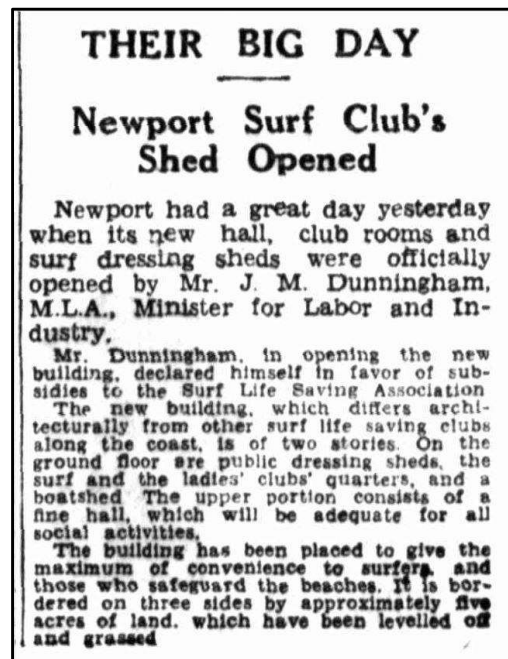 THEIR BIG DAY
Newport Surf Club's
Shed Opened
Newport had a great day yesterday
when its new hall, club rooms and
surf dressing sheds were officially
opened by Mr. J. M. Dunningham,
M.L.A., Minister for Labor and In-
dustry.
Mr. Dunningham, in opening the new
building, declared himself in favor of sub-
sidies to the Surf Life Saving Association
The new building, which differs archi-
tecturally from other surf life saving clubs
along the coast, is of two stories. On the
ground floor are public dressing sheds, the
surf and the ladies' clubs' quarters, and a
boatshed The upper portion consists of a
fine hall, which will be adequate for all
social activities.
The building has been placed to give the
maximum of convenience to surfers and
those who safeguard the beaches. It is bor-
dered on three sides by approximately five
acres of land, which have been levelled off
and grassed